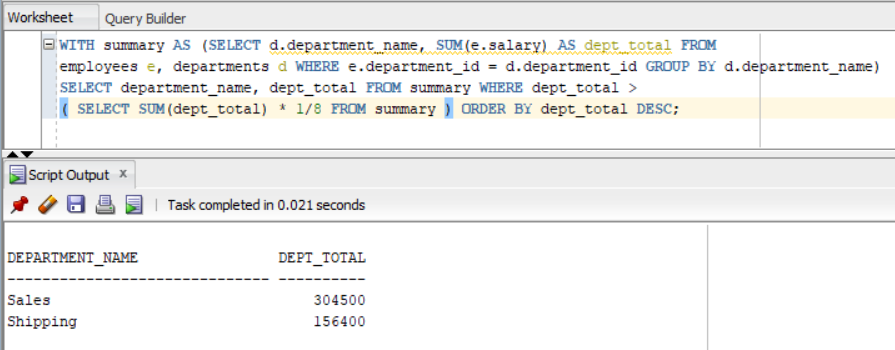 Worksheet Query Builder
WITH summary AS (SELECT d.department_name, SUM(e.salary) AS dept_total FROM
employees e, departments d WHERE e.department_id = d.department_id GROUP BY d.department_name)
SELECT department_name, dept_total FROM summary WHERE dept_total >
( SELECT SUM(dept_total) * 1/8 FROM summary ) ORDER BY dept_total DESC;
Script Output x
Task completed in 0.021 seconds
DEPARTMENT_NAME DEPT_TOTAL
------------------------------ ----------
Sales 304500
Shipping 156400